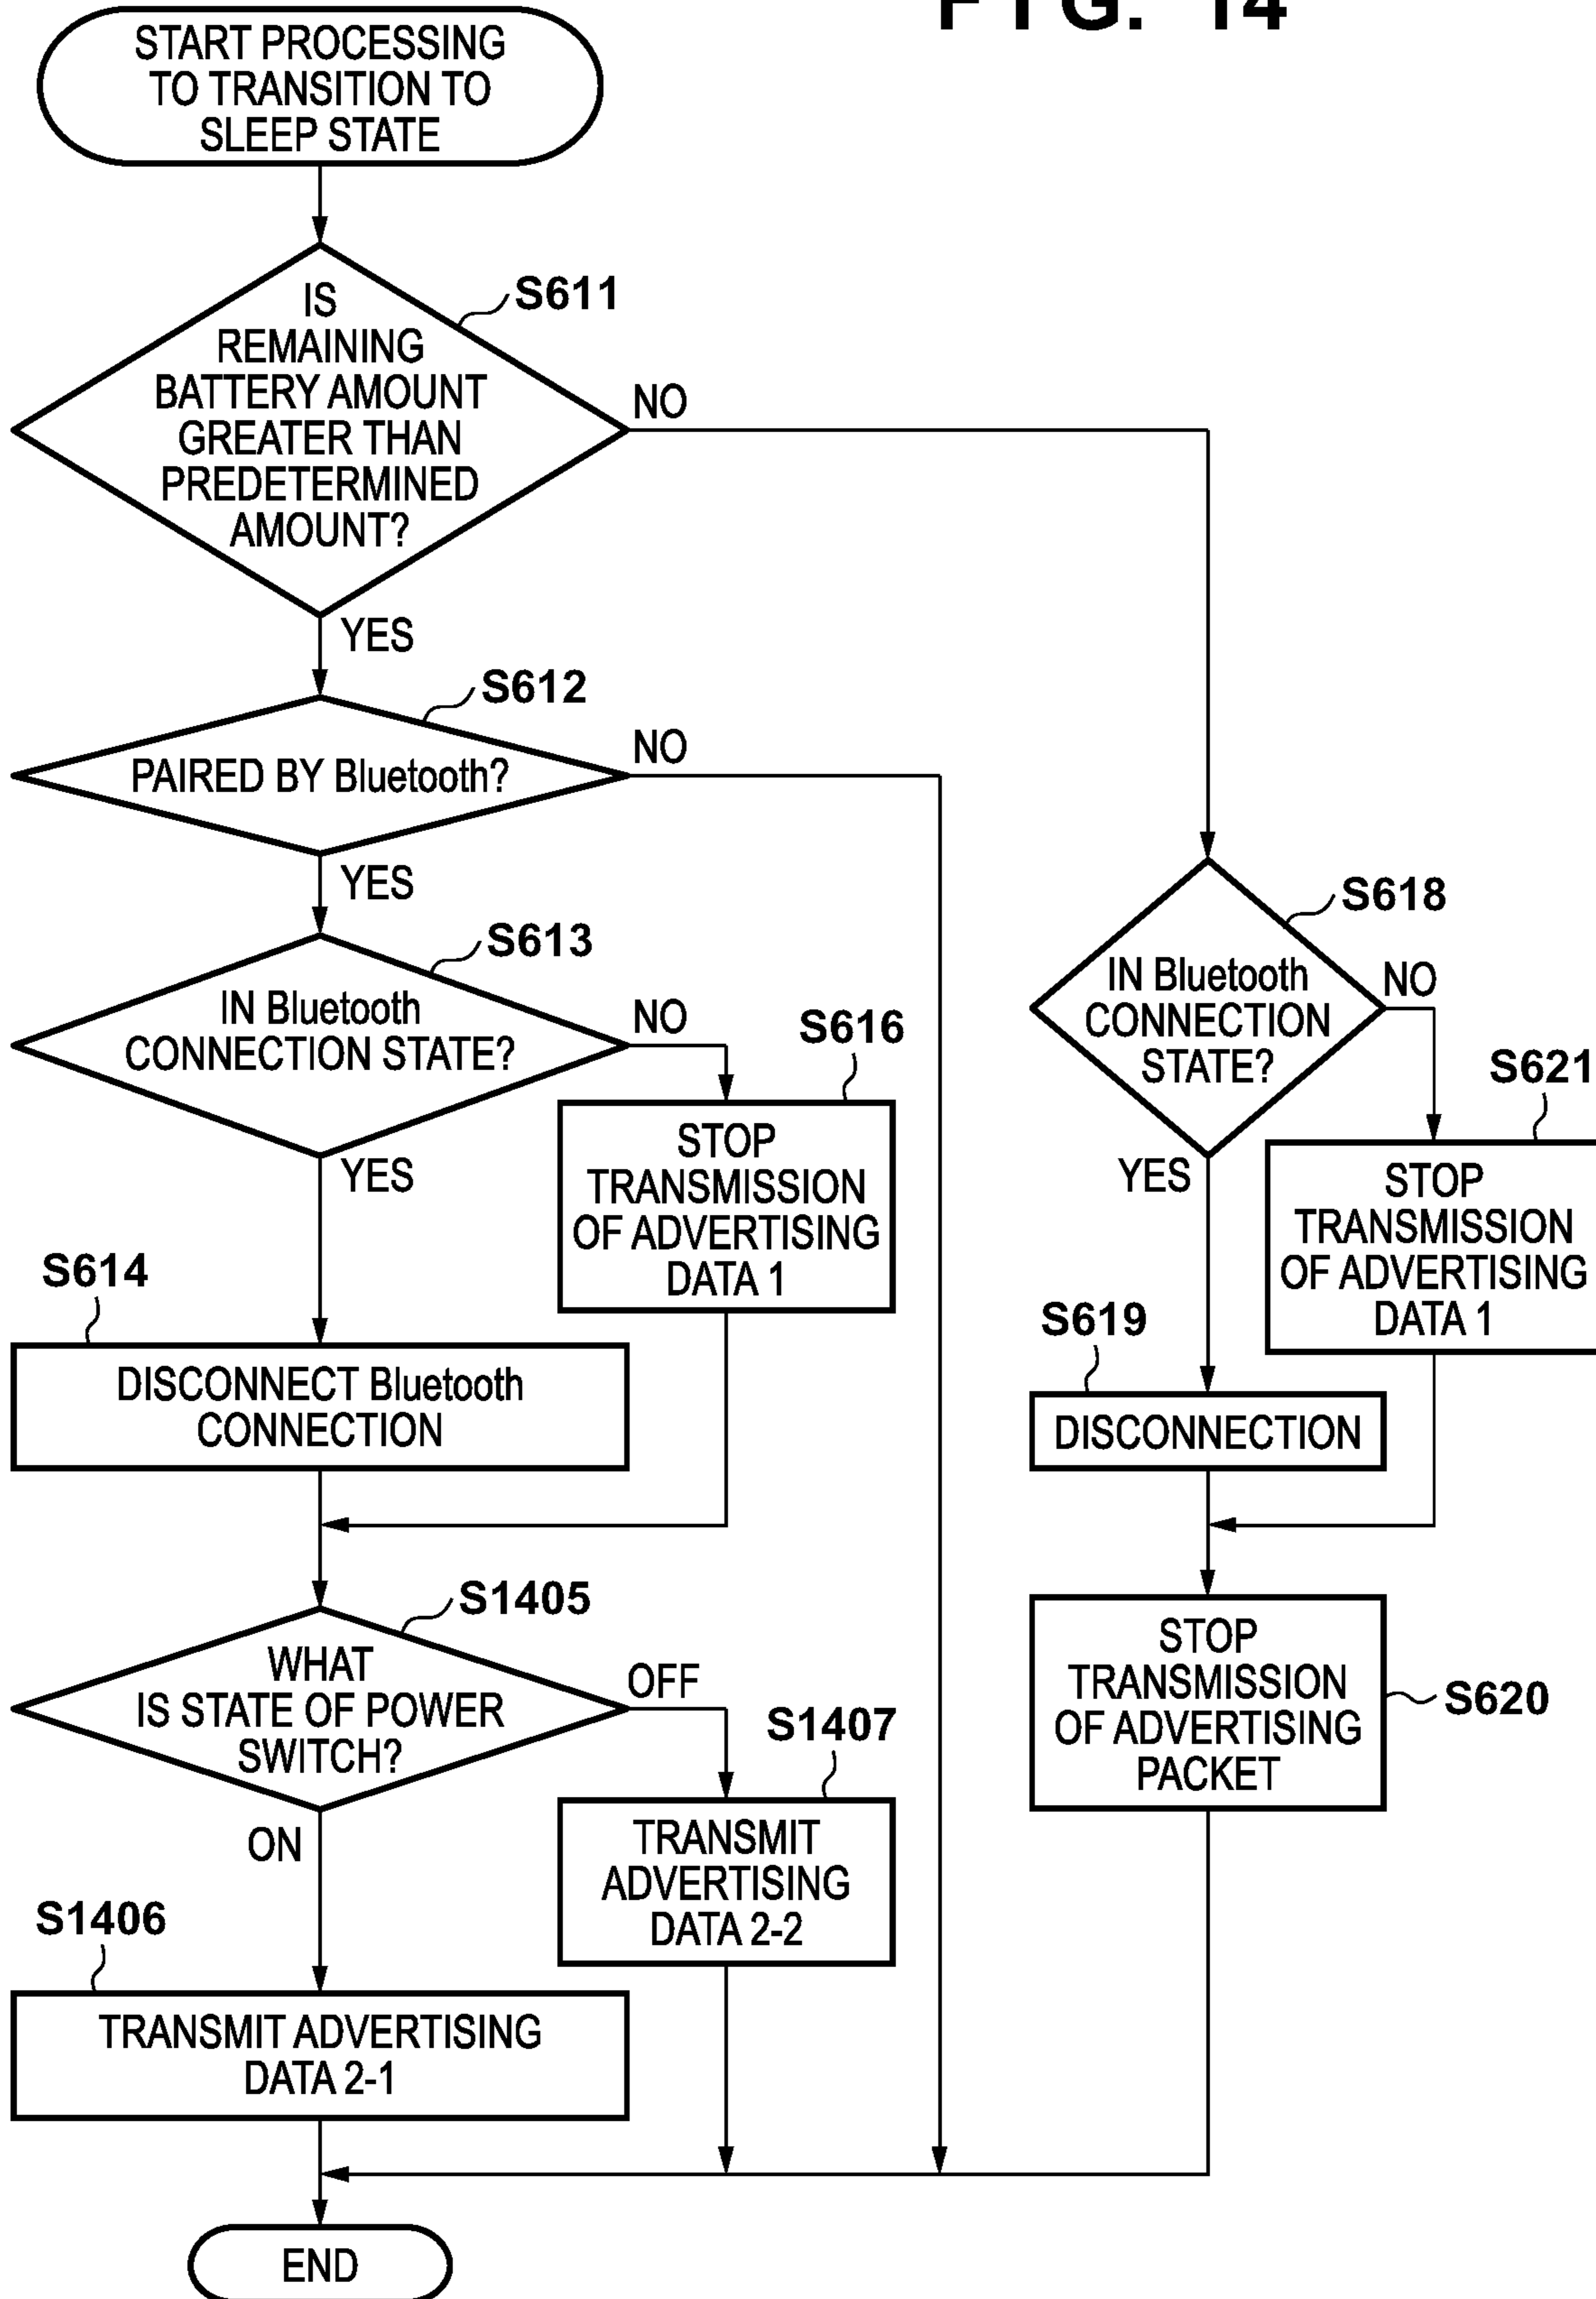 FIG. 14
START PROCESSING
TO TRANSITION TO
SLEEP STATE
S611
IS
REMAINING
BATTERY AMOUNT
GREATER THAN
PREDETERMINED
AMOUNT?
NO
YES
S612
PAIRED BY Bluetooth?
NO
YES
S613
IN Bluetooth
CONNECTION STATE?
NO
YES
S616
STOP
TRANSMISSION
OF ADVERTISING
DATA 1
S614
DISCONNECT Bluetooth
CONNECTION
S1405
WHAT
IS STATE OF POWER
SWITCH?
OFF
ON
S1407
TRANSMIT
ADVERTISING
DATA 2-2
S1406
TRANSMIT ADVERTISING
DATA 2-1
S618
IN Bluetooth
CONNECTION
STATE?
NO
YES
S621
STOP
TRANSMISSION
OF ADVERTISING
DATA 1
S619
DISCONNECTION
STOP
TRANSMISSION
OF ADVERTISING
PACKET
S620
END